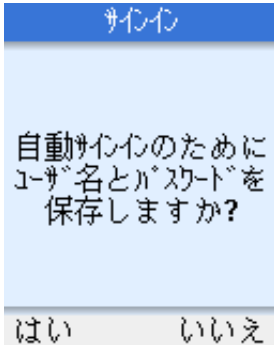 ｻｲﾝｲﾝ
自動ｻｲﾝｲﾝのために
ﾕｰｻﾞ名とﾊﾟｽﾜｰﾄﾞを
保存しますか?
はい いいえ